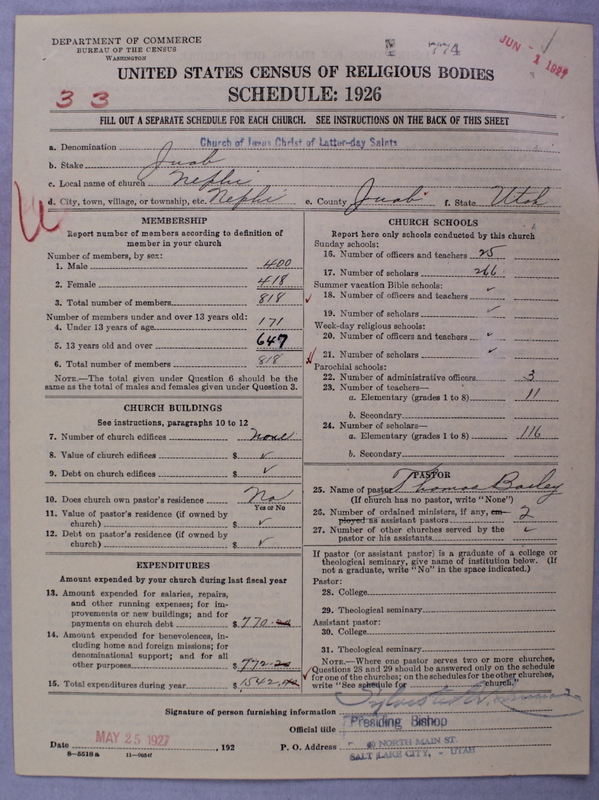 DEPARTMENT OF COMMERCE
BUREAU OF THE CENSUS
WASHINGTON
774
JUN 1 1927
UNITED STATES CENSUS OF RELIGIOUS BODIES
SCHEDULE: 1926
3 3
FILL OUT A SEPARATE SCHEDULE FOR EACH CHURCH. SEE INSTRUCTIONS ON THE BACK OF THIS SHEET
a. Denomination Church of Jesus Christ of Latter-day Saints
b. Stake Juab
c. Local name of church Nephi
d. City, town, village, or township, etc. Nephi e. County Juab f. State Utah
MEMBERSHIP
Report number of members according to definition of
member in your church
Number of members, by sex:
1. Male 400
2. Female 418
3. Total number of members 818
Number of members under and over 13 years old:
4. Under 13 years of age 171
5. 13 years old and over 647
6. Total number of members 818
NOTE.—The total given under Question 6 should be the
same as the total of males and females given under Question 3.
CHURCH BUILDINGS
See instructions, paragraphs 10 to 12
7. Number of church edifices none
8. Value of church edifices $ ✓
9. Debt on church edifices $ ✓
10. Does church own pastor's residence No
Yes or No
11. Value of pastor's residence (if owned by
church) $ ✓
12. Debt on pastor's residence (if owned by
church) $ ✓
EXPENDITURES
Amount expended by your church during last fiscal year
13. Amount expended for salaries, repairs,
and other running expenses; for im-
provements or new buildings; and for
payments on church debt $ 770.
14. Amount expended for benevolences, in-
cluding home and foreign missions; for
denominational support; and for all
other purposes $ 772.
15. Total expenditures during year $ 1542.
CHURCH SCHOOLS
Report here only schools conducted by this church
Sunday schools:
16. Number of officers and teachers 25
17. Number of scholars 266
Summer vacation Bible schools:
18. Number of officers and teachers ✓
19. Number of scholars ✓
Week-day religious schools:
20. Number of officers and teachers ✓
21. Number of scholars ✓
Parochial schools:
22. Number of administrative officers 3
23. Number of teachers—
a. Elementary (grades 1 to 8) 11
b. Secondary
24. Number of scholars—
a. Elementary (grades 1 to 8) 116
b. Secondary
PASTOR
25. Name of pastor Thomas Bailey
(If church has no pastor, write "None")
26. Number of ordained ministers, if any, em-
ployed as assistant pastors 2
27. Number of other churches served by the
pastor or his assistants ✓
If pastor (or assistant pastor) is a graduate of a college or
theological seminary, give name of institution below. (If
not a graduate, write "No" in the space indicated.)
Pastor:
28. College
29. Theological seminary
Assistant pastor:
30. College
31. Theological seminary
NOTE.—Where one pastor serves two or more churches,
Questions 28 and 29 should be answered only on the schedule
for one of the churches; on the schedules for the other churches,
write "See schedule for church."
Signature of person furnishing information
Official title Presiding Bishop
Date MAY 25 1927, 192 P. O. Address 40 NORTH MAIN ST.
SALT LAKE CITY, - UTAH
8-5518a